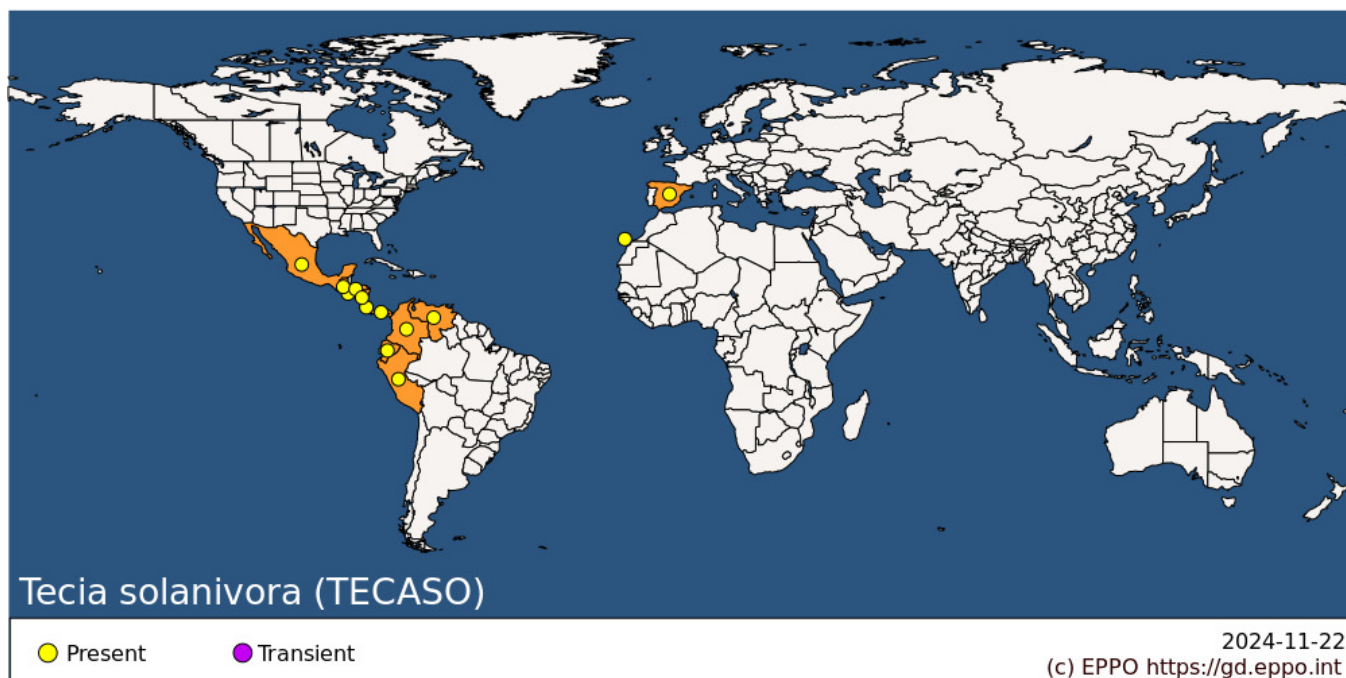 Tecia solanivora (TECASO)
Present
Transient
2024-11-22
(c) EPPO https://gd.eppo.int